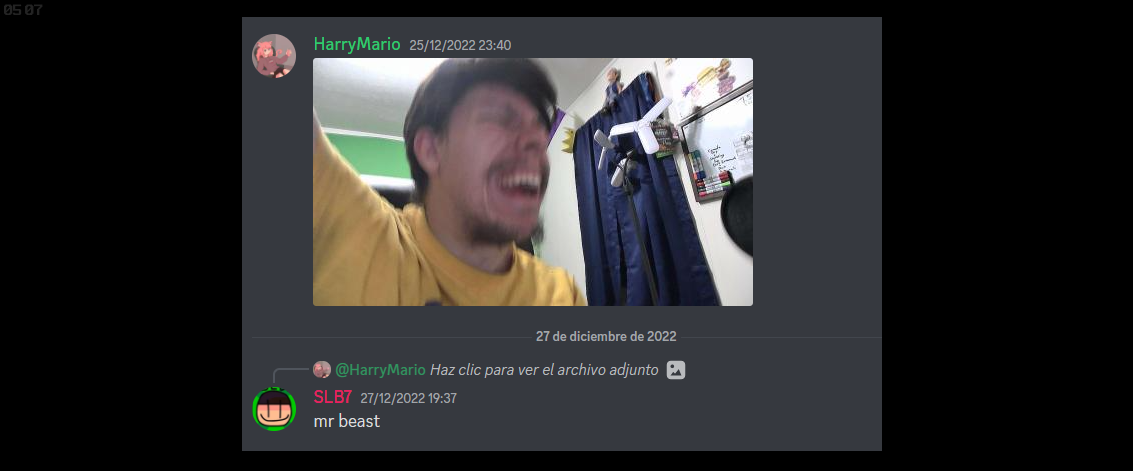 05 07
HarryMario 25/12/2022 23:40
27 de diciembre de 2022
@HarryMario Haz clic para ver el archivo adjunto
SLB7 27/12/2022 19:37
mr beast